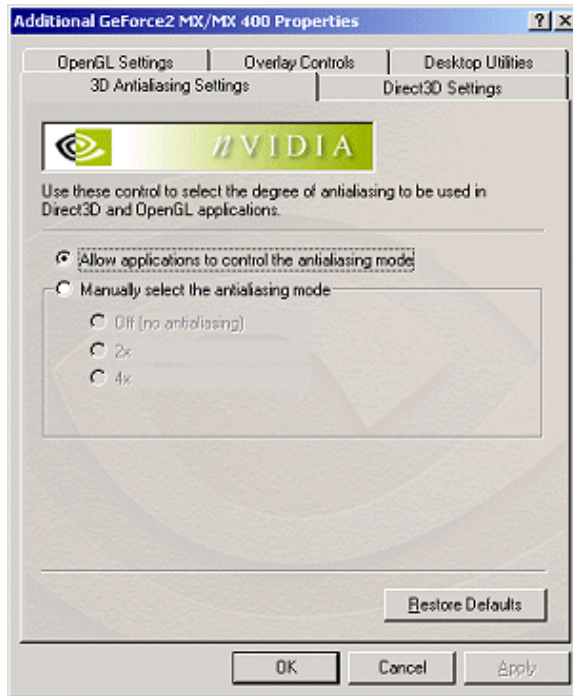 Additional GeForce2 MX/MX 400 Properties
OpenGL Settings
Overlay Controls
Desktop Utilities
3D Antialiasing Settings
Direct3D Settings
nVIDIA
Use these control to select the degree of antialiasing to be used in
Direct3D and OpenGL applications.
Allow applications to control the antialiasing mode
Manually select the antialiasing mode
Off (no antialiasing)
2x
4x
Restore Defaults
OK
Cancel
Apply